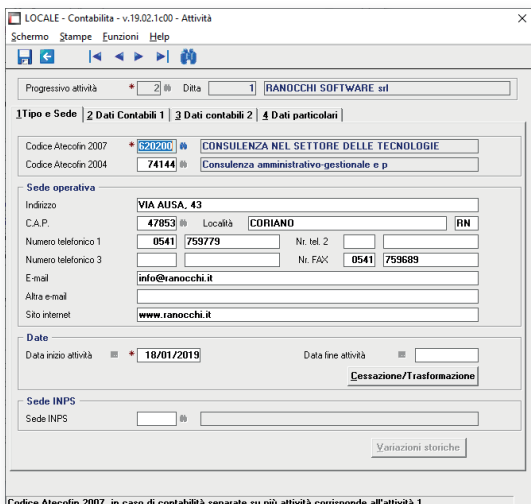 LOCALE - Contabilita - v.19.02.1c00 - Attività
Schermo Stampe Funzioni Help
Progressivo attività * 2 Ditta 1 RANOCCHI SOFTWARE srl
1Tipo e Sede 2 Dati Contabili 1 3 Dati contabili 2 4 Dati particolari
Codice Atecofin 2007 * 620200 CONSULENZA NEL SETTORE DELLE TECNOLOGIE
Codice Atecofin 2004 74144 Consulenza amministrativo-gestionale e p
Sede operativa
Indirizzo VIA AUSA, 43
C.A.P. 47853 Località CORIANO RN
Numero telefonico 1 0541 759779 Nr. tel. 2
Numero telefonico 3 Nr. FAX 0541 759689
E-mail info@ranocchi.it
Altra e-mail
Sito internet www.ranocchi.it
Date
Data inizio attività * 18/01/2019 Data fine attività
Cessazione/Trasformazione
Sede INPS
Sede INPS
Variazioni storiche
Codice Atecofin 2007, in caso di contabilità separate su più attività corrisponde all'attività 1